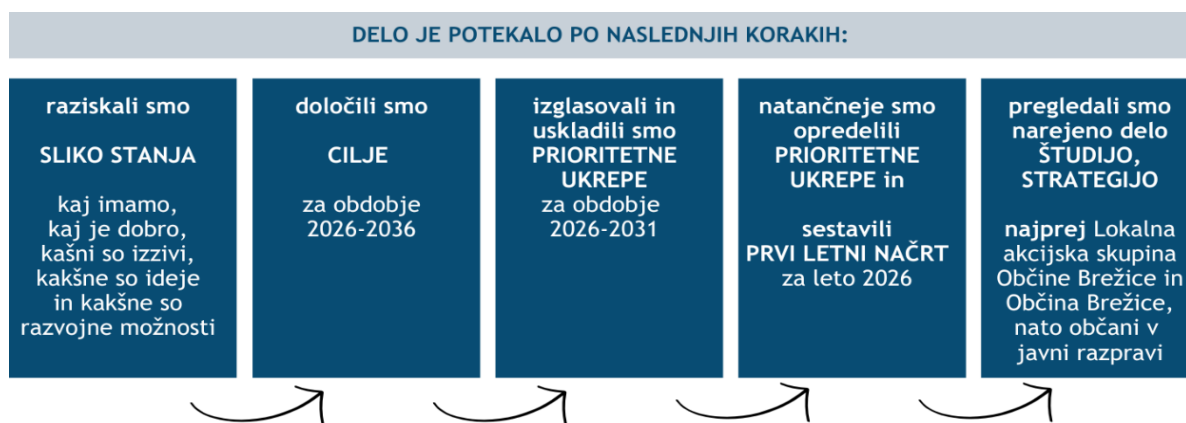 DELO JE POTEKALO PO NASLEDNJIH KORAKIH:
raziskali smo
SLIKO STANJA
kaj imamo,
kaj je dobro,
kašni so izzivi,
kakšne so ideje
in kakšne so
razvojne možnosti
določili smo
CILJE
za obdobje
2026-2036
izglasovali in
uskladili smo
PRIORITETNE
UKREPE
za obdobje
2026-2031
natančneje smo
opredelili
PRIORITETNE
UKREPE in
sestavili
PRVI LETNI NAČRT
za leto 2026
pregledali smo
narejeno delo
ŠTUDIJO,
STRATEGIJO
najprej Lokalna
akcijska skupina
Občine Brežice in
Občina Brežice,
nato občani v
javni razpravi